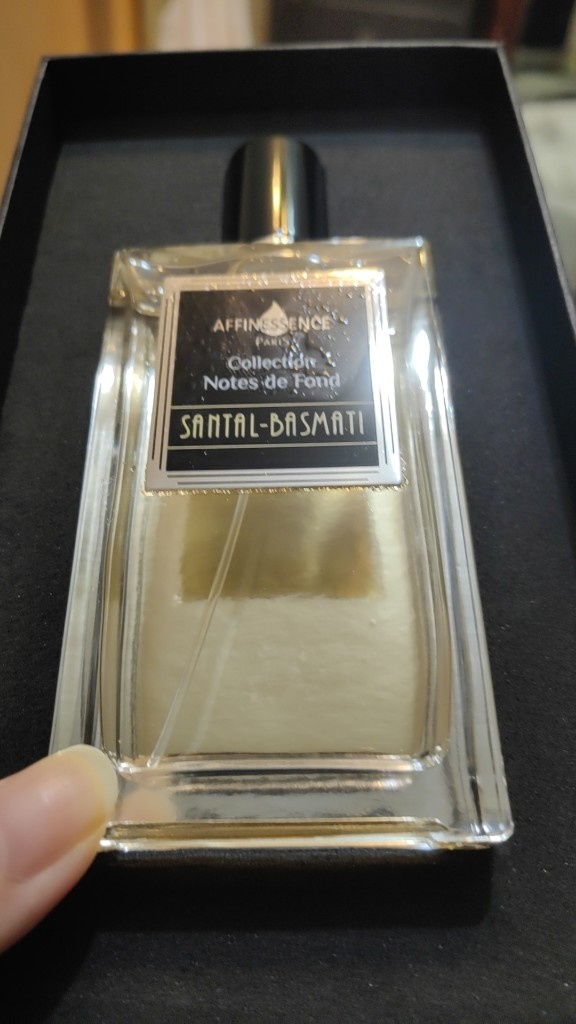 AFFINESSENCE
PARIS
Collection
Notes de Fond
SANTAL-BASMATI